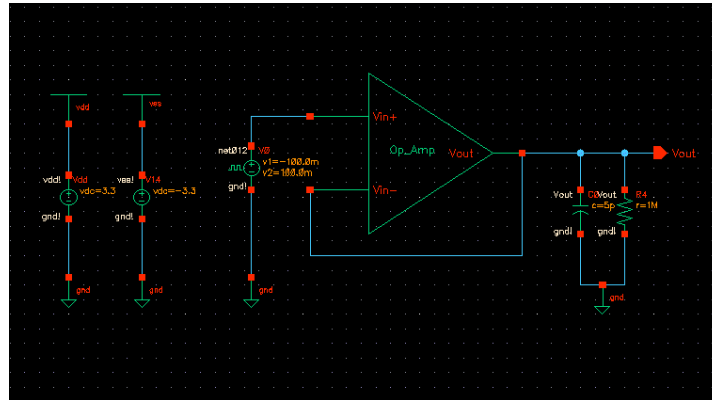 vdd
vss
vdd!
Vdd
vdc=3.3
gnd!
gnd
vss!
V14
vdc=-3.3
gnd!
gnd
net012
V0
v1=-100.0m
v2=100.0m
gnd!
gnd
Vin+
Op_Amp
Vout
Vin-
Vout
Vout
C0
c=5p
gnd!
Vout
R4
r=1M
gnd!
gnd